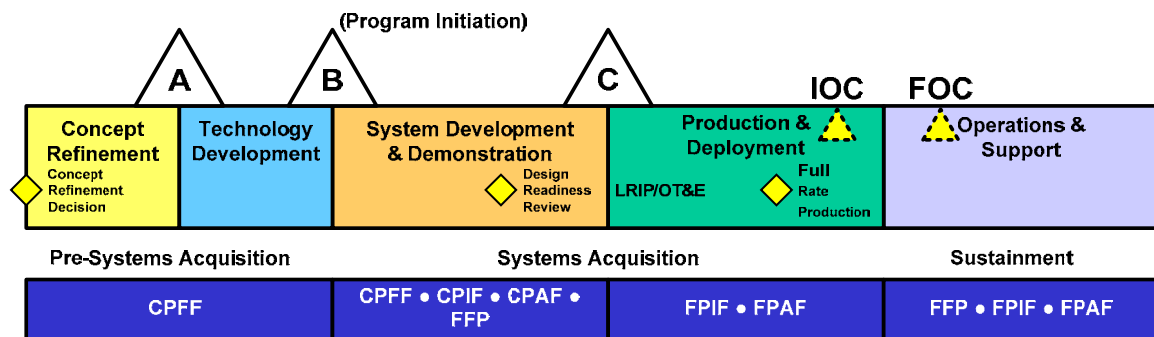 (Program Initiation)
A
B
C
IOC
FOC
Concept
Refinement
Concept
Refinement
Decision
Technology
Development
System Development
& Demonstration
Design
Readiness
Review
Production &
Deployment
LRIP/OT&E
Full
Rate
Production
Operations &
Support
Pre-Systems Acquisition
Systems Acquisition
Sustainment
CPFF
CPFF ● CPIF ● CPAF ●
FFP
FPIF ● FPAF
FFP ● FPIF ● FPAF